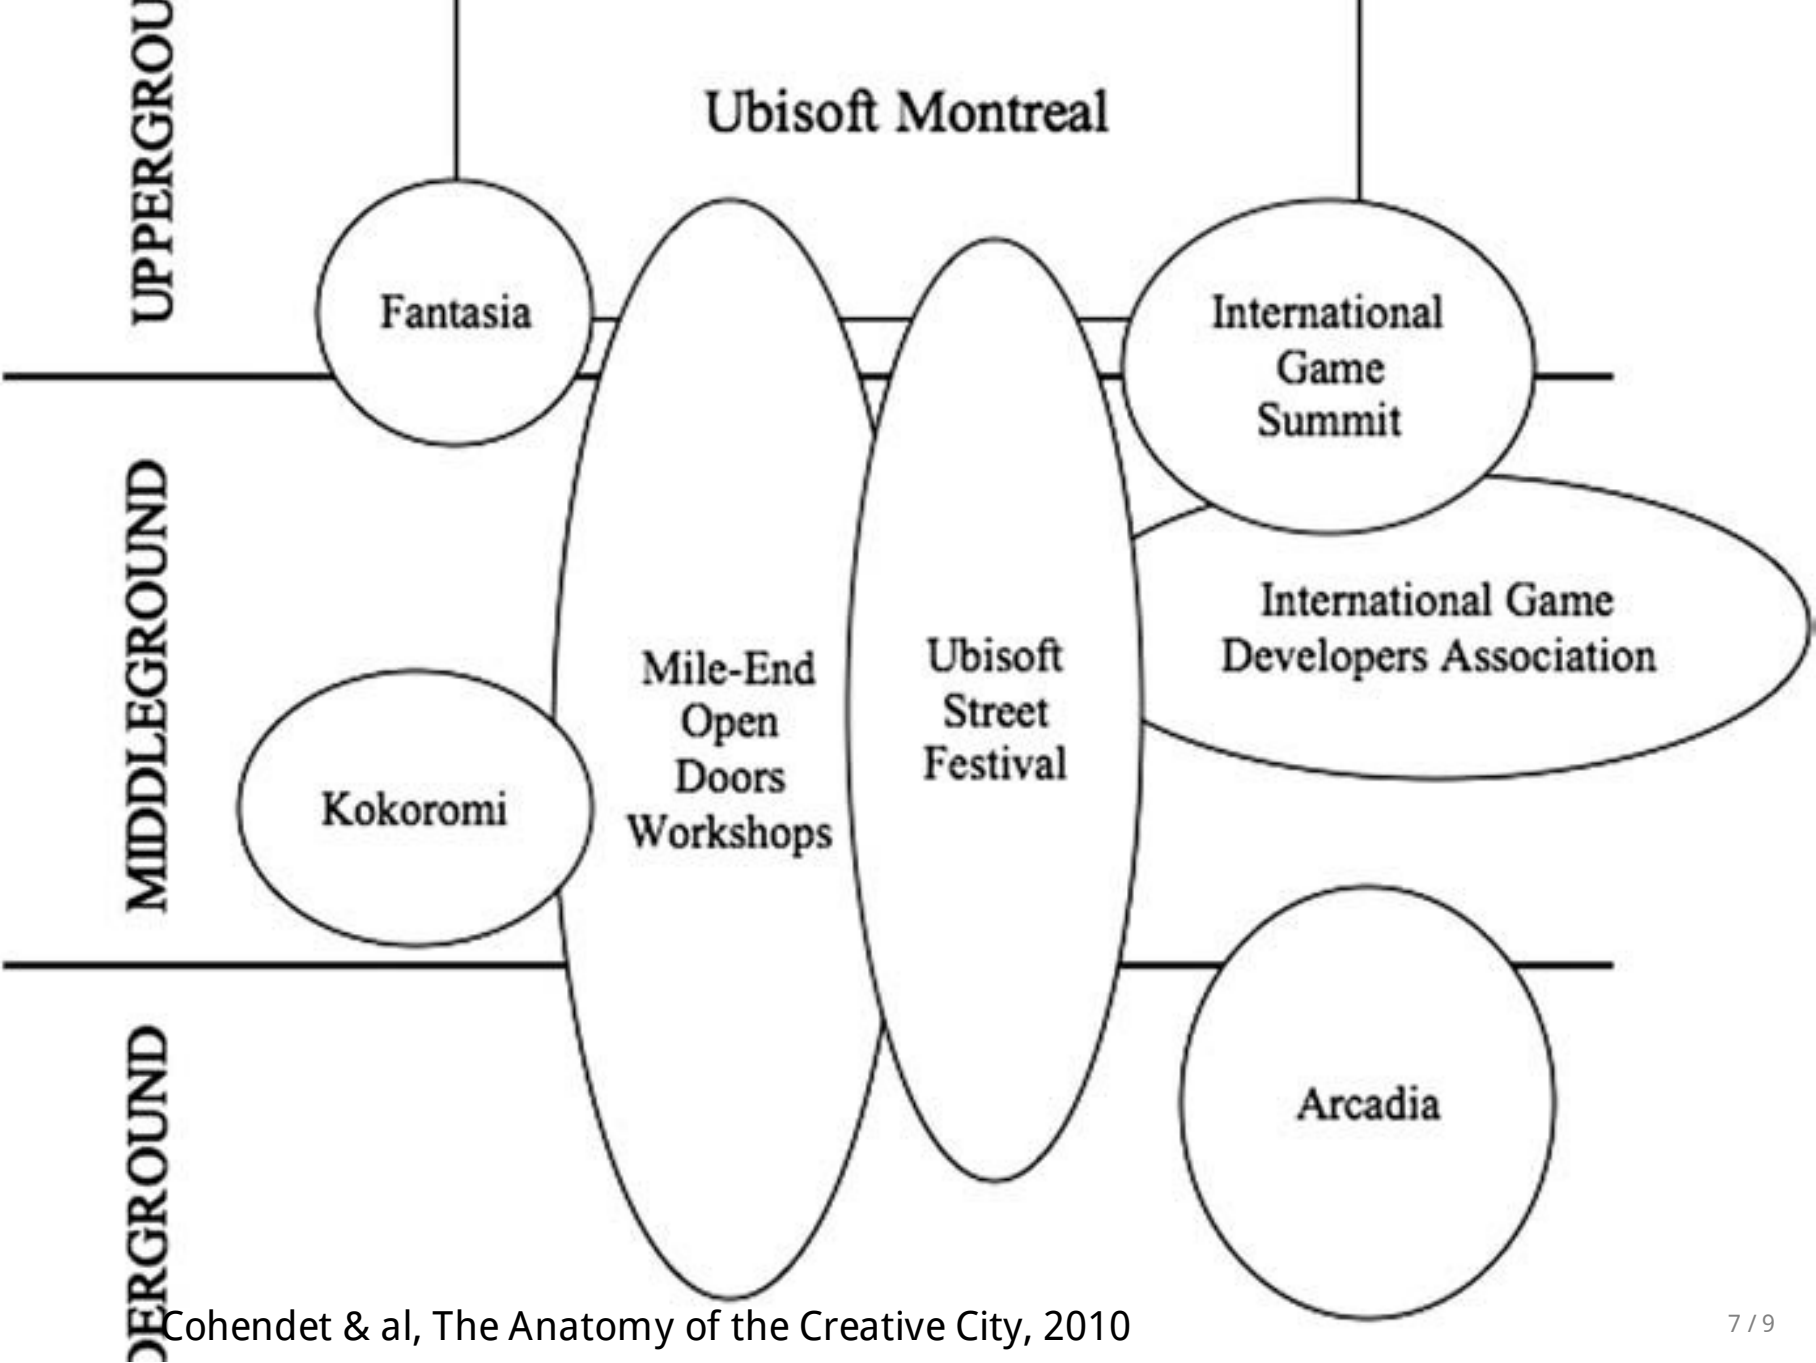 UPPERGROU
Ubisoft Montreal
Fantasia
International
Game
Summit
MIDDLEGROUND
International Game
Developers Association
Mile-End
Open
Doors
Workshops
Ubisoft
Street
Festival
Kokoromi
DERGROUND
Arcadia
Cohendet & al, The Anatomy of the Creative City, 2010
7 / 9